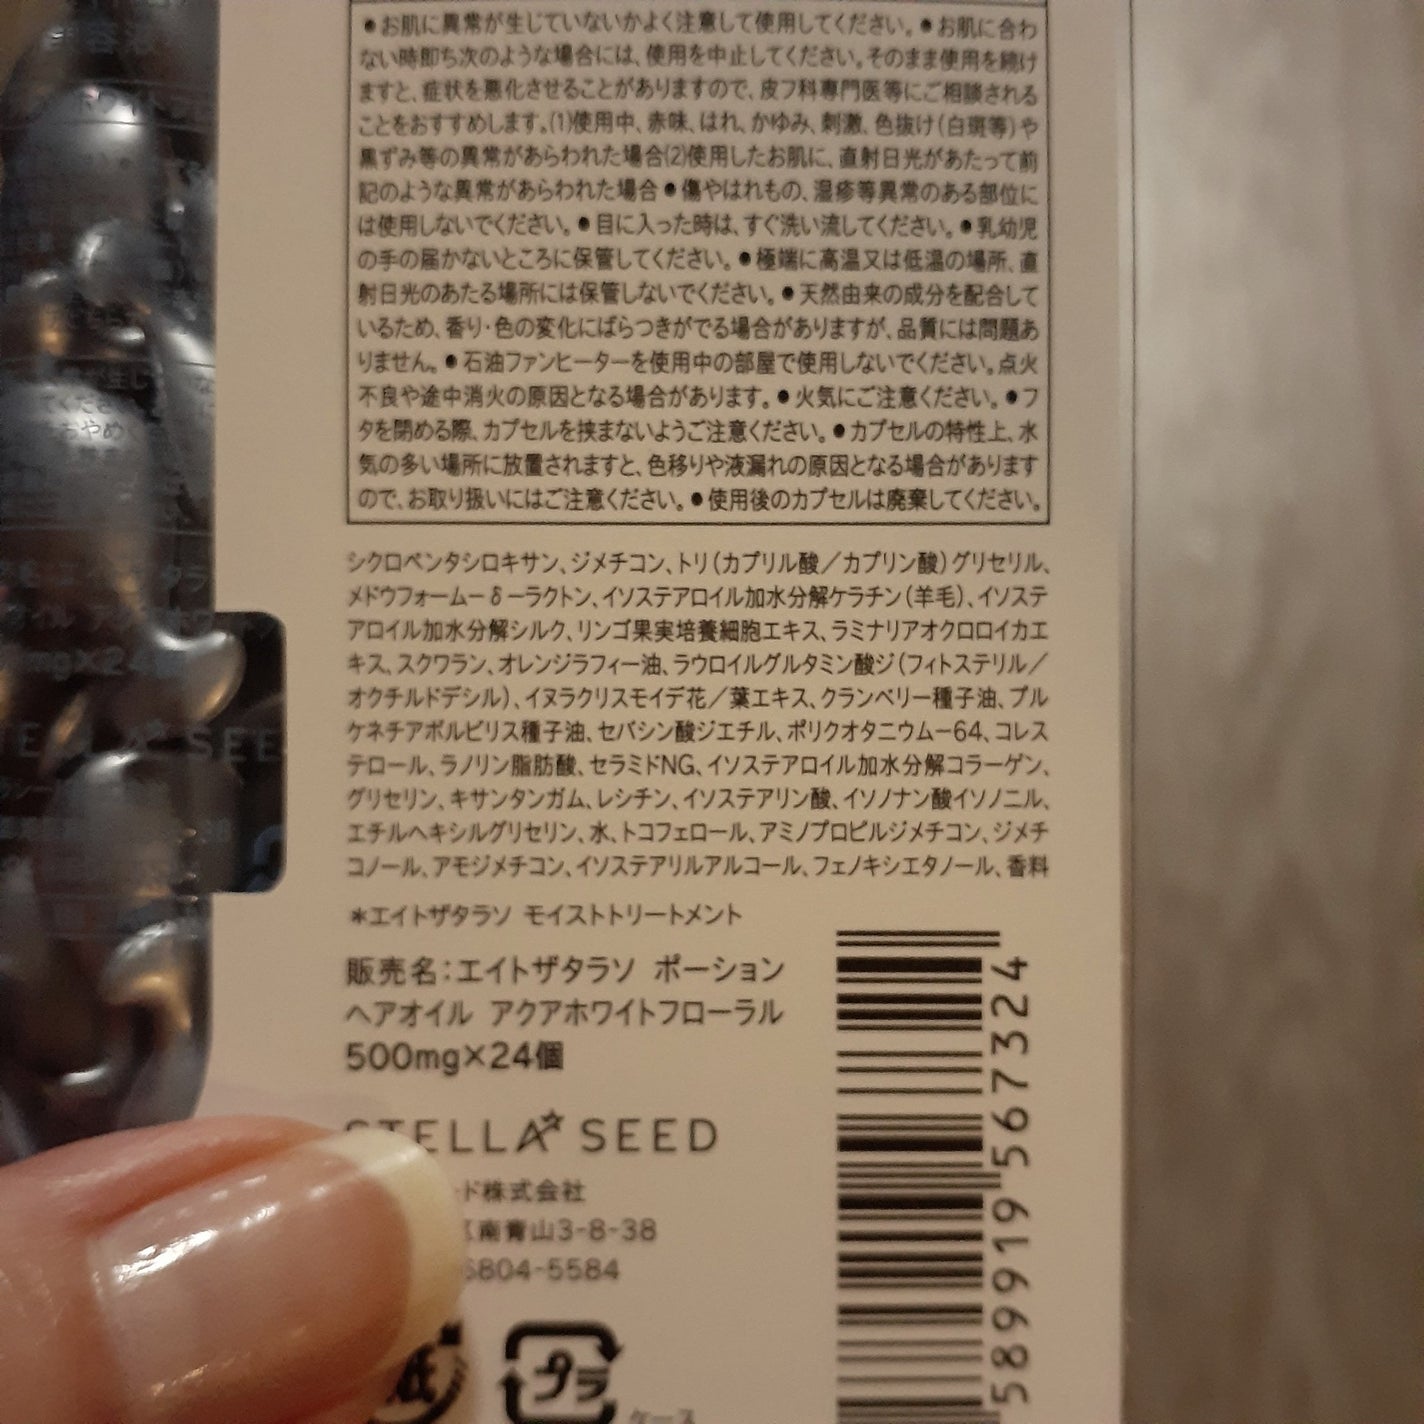 ●お肌に異常が生じていないかよく注意して使用してください。●お肌に合わ
ない時即ち次のような場合には、使用を中止してください。そのまま使用を続け
ますと、症状を悪化させることがありますので、皮フ科専門医等にご相談される
ことをおすすめします。(1)使用中、赤味、はれ、かゆみ、刺激、色抜け(白斑等)や
黒ずみ等の異常があらわれた場合(2)使用したお肌に、直射日光があたって前
記のような異常があらわれた場合●傷やはれもの、湿疹等異常のある部位に
は使用しないでください。●目に入った時は、すぐ洗い流してください。●乳幼児
の手の届かないところに保管してください。●極端に高温又は低温の場所、直
射日光のあたる場所には保管しないでください。●天然由来の成分を配合して
いるため、香り・色の変化にばらつきがでる場合がありますが、品質には問題あ
りません。●石油ファンヒーターを使用中の部屋で使用しないでください。点火
不良や途中消火の原因となる場合があります。●火気にご注意ください。●フ
タを閉める際、カプセルを挟まないようご注意ください。●カプセルの特性上、水
気の多い場所に放置されますと、色移りや液漏れの原因となる場合があります
ので、お取り扱いにはご注意ください。●使用後のカプセルは廃棄してください。
シクロペンタシロキサン、ジメチコン、トリ(カプリル酸/カプリン酸)グリセリル、
メドウフォームーδーラクトン、イソステアロイル加水分解ケラチン(羊毛)、イソステ
アロイル加水分解シルク、リンゴ果実培養細胞エキス、ラミナリアオクロロイカエ
キス、スクワラン、オレンジラフィー油、ラウロイルグルタミン酸ジ(フィトステリル/
オクチルドデシル)、イヌラクリスモイデ花/葉エキス、クランベリー種子油、プル
ケネチアボルビリス種子油、セバシン酸ジエチル、ポリクオタニウムー64、コレス
テロール、ラノリン脂肪酸、セラミドNG、イソステアロイル加水分解コラーゲン、
グリセリン、キサンタンガム、レシチン、イソステアリン酸、イソノナン酸イソノニル、
エチルヘキシルグリセリン、水、トコフェロール、アミノプロピルジメチコン、ジメチ
コノール、アモジメチコン、イソステアリルアルコール、フェノキシエタノール、香料
*エイトザタラソ モイストトリートメント
販売名：エイトザタラソ ポーション
ヘアオイル アクアホワイトフローラル
500mg×24個
STELLA SEED
ード株式会社
区南青山3-8-38
6804-5584
プラ
ケース
4589919567324